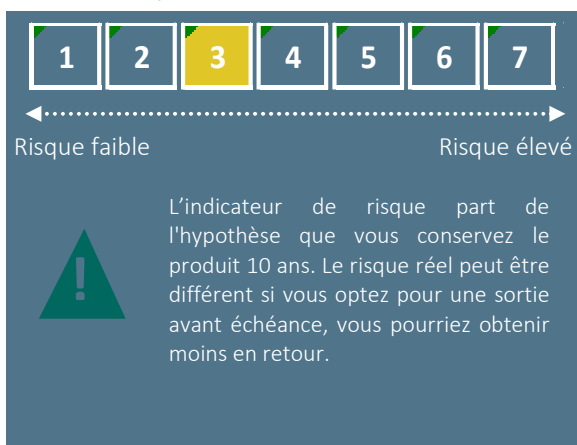 1 2 3 4 5 6 7
Risque faible Risque élevé
L’indicateur de risque part de
l'hypothèse que vous conservez le
produit 10 ans. Le risque réel peut être
différent si vous optez pour une sortie
avant échéance, vous pourriez obtenir
moins en retour.
!